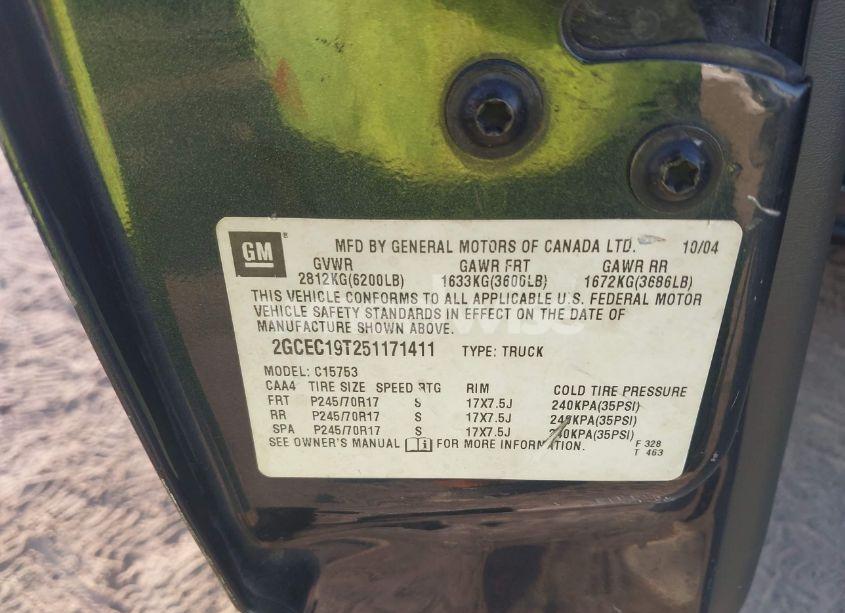 GM ®
MFD BY GENERAL MOTORS OF CANADA LTD. 10/04
GVWR GAWR FRT GAWR RR
2812KG(6200LB) 1633KG(3600LB) 1672KG(3686LB)
THIS VEHICLE CONFORMS TO ALL APPLICABLE U.S. FEDERAL MOTOR
VEHICLE SAFETY STANDARDS IN EFFECT ON THE DATE OF
MANUFACTURE SHOWN ABOVE.
2GCEC19T251171411 TYPE: TRUCK
MODEL: C15753
CAA4 TIRE SIZE SPEED RTG RIM COLD TIRE PRESSURE
FRT P245/70R17 S 17X7.5J 240KPA(35PSI)
RR P245/70R17 S 17X7.5J 240KPA(35PSI)
SPA P245/70R17 S 17X7.5J 240KPA(35PSI)
SEE OWNER'S MANUAL FOR MORE INFORMATION.
F 328
T 463